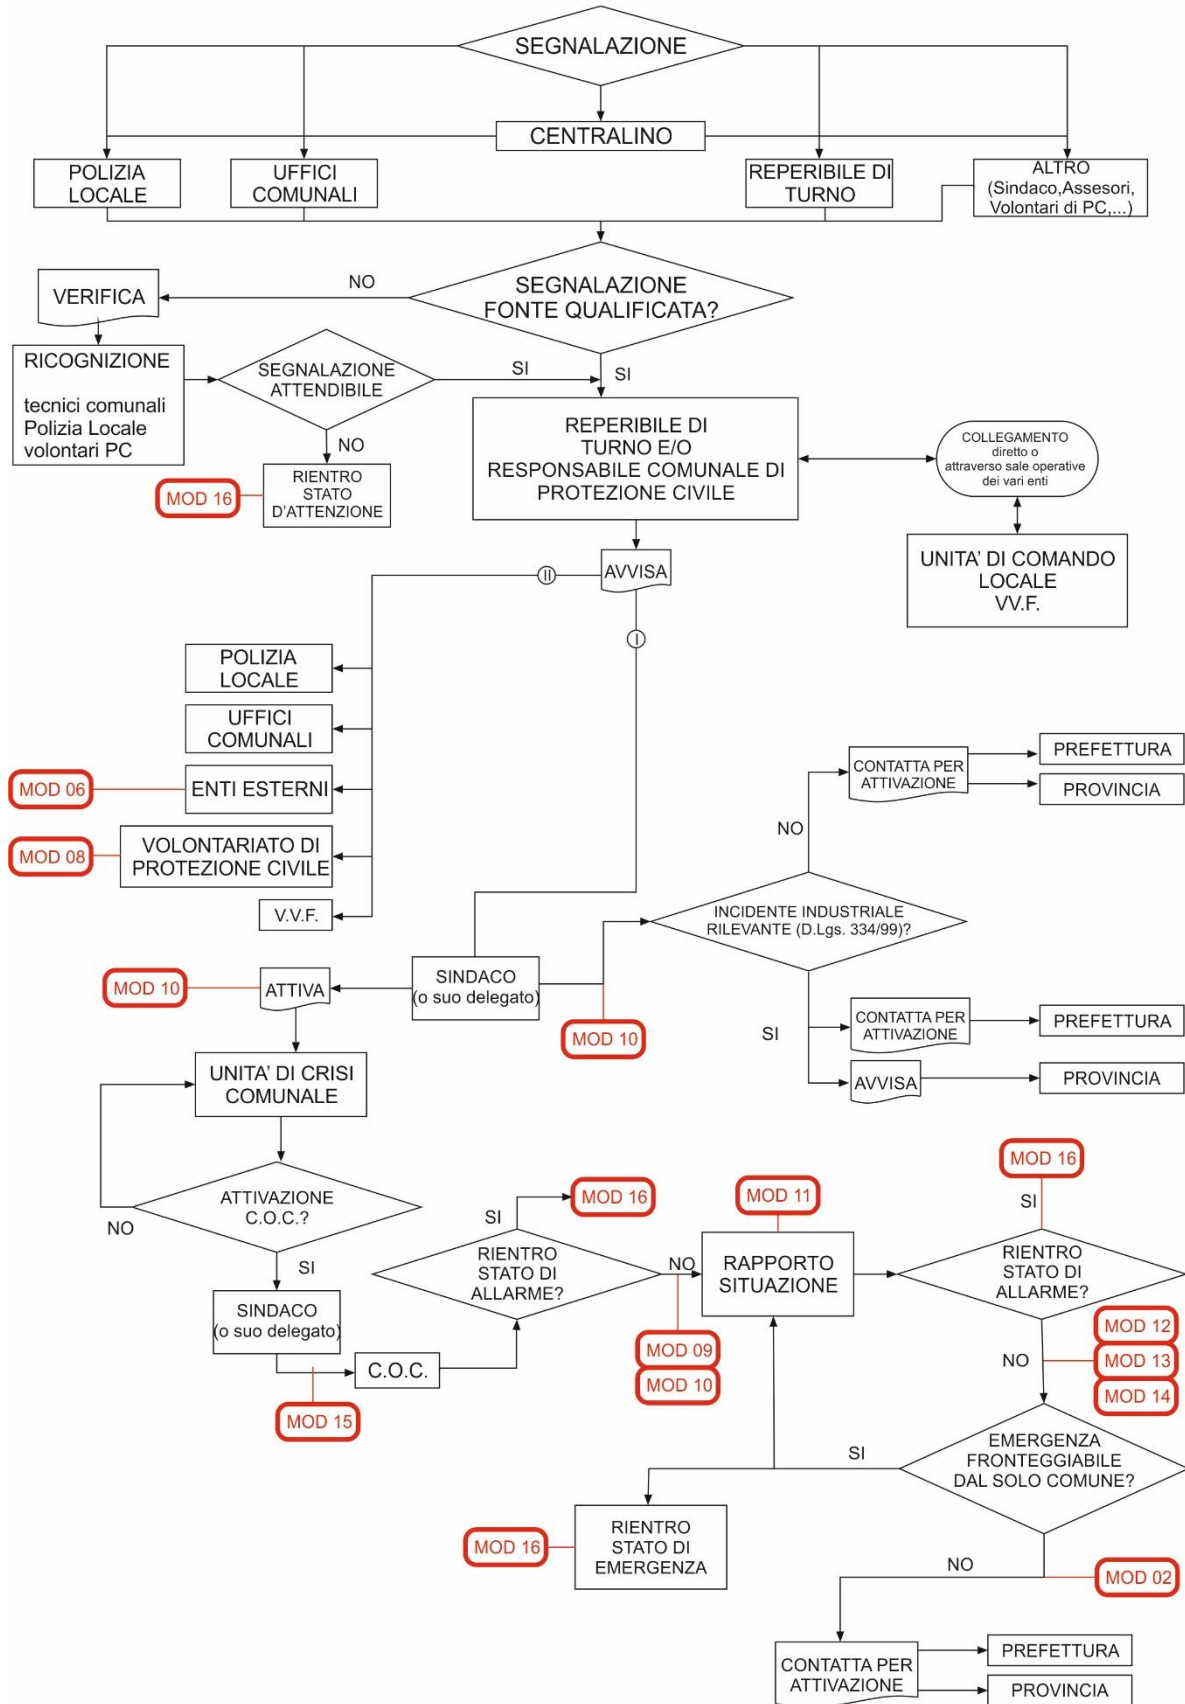 SEGNALAZIONE
CENTRALINO
POLIZIA
LOCALE
UFFICI
COMUNALI
REPERIBILE DI
TURNO
ALTRO
(Sindaco,Assesori,
Volontari di PC,...)
SEGNALAZIONE
FONTE QUALIFICATA?
NO
VERIFICA
RICOGNIZIONE
tecnici comunali
Polizia Locale
volontari PC
SEGNALAZIONE
ATTENDIBILE
SI
SI
NO
RIENTRO
STATO
D'ATTENZIONE
MOD 16
REPERIBILE DI
TURNO E/O
RESPONSABILE COMUNALE DI
PROTEZIONE CIVILE
COLLEGAMENTO
diretto o
attraverso sale operative
dei vari enti
UNITA' DI COMANDO
LOCALE
VV.F.
AVVISA
II
I
POLIZIA
LOCALE
UFFICI
COMUNALI
MOD 06
ENTI ESTERNI
MOD 08
VOLONTARIATO DI
PROTEZIONE CIVILE
V.V.F.
CONTATTA PER
ATTIVAZIONE
PREFETTURA
PROVINCIA
NO
INCIDENTE INDUSTRIALE
RILEVANTE (D.Lgs. 334/99)?
SINDACO
(o suo delegato)
MOD 10
MOD 10
ATTIVA
SI
CONTATTA PER
ATTIVAZIONE
PREFETTURA
AVVISA
PROVINCIA
UNITA' DI CRISI
COMUNALE
ATTIVAZIONE
C.O.C.?
NO
SI
SINDACO
(o suo delegato)
MOD 15
C.O.C.
RIENTRO
STATO DI
ALLARME?
SI
MOD 16
NO
MOD 09
MOD 10
MOD 11
RAPPORTO
SITUAZIONE
MOD 16
SI
RIENTRO
STATO DI
ALLARME?
NO
MOD 12
MOD 13
MOD 14
EMERGENZA
FRONTEGGIABILE
DAL SOLO COMUNE?
SI
RIENTRO
STATO DI
EMERGENZA
MOD 16
NO
MOD 02
CONTATTA PER
ATTIVAZIONE
PREFETTURA
PROVINCIA